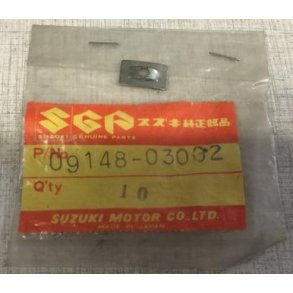 SGP スズキ純正部品
SUZUKI GENUINE PARTS
P/No. 09148-03002
Q'ty 10
SUZUKI MOTOR CO.,LTD.
MADE IN JAPAN